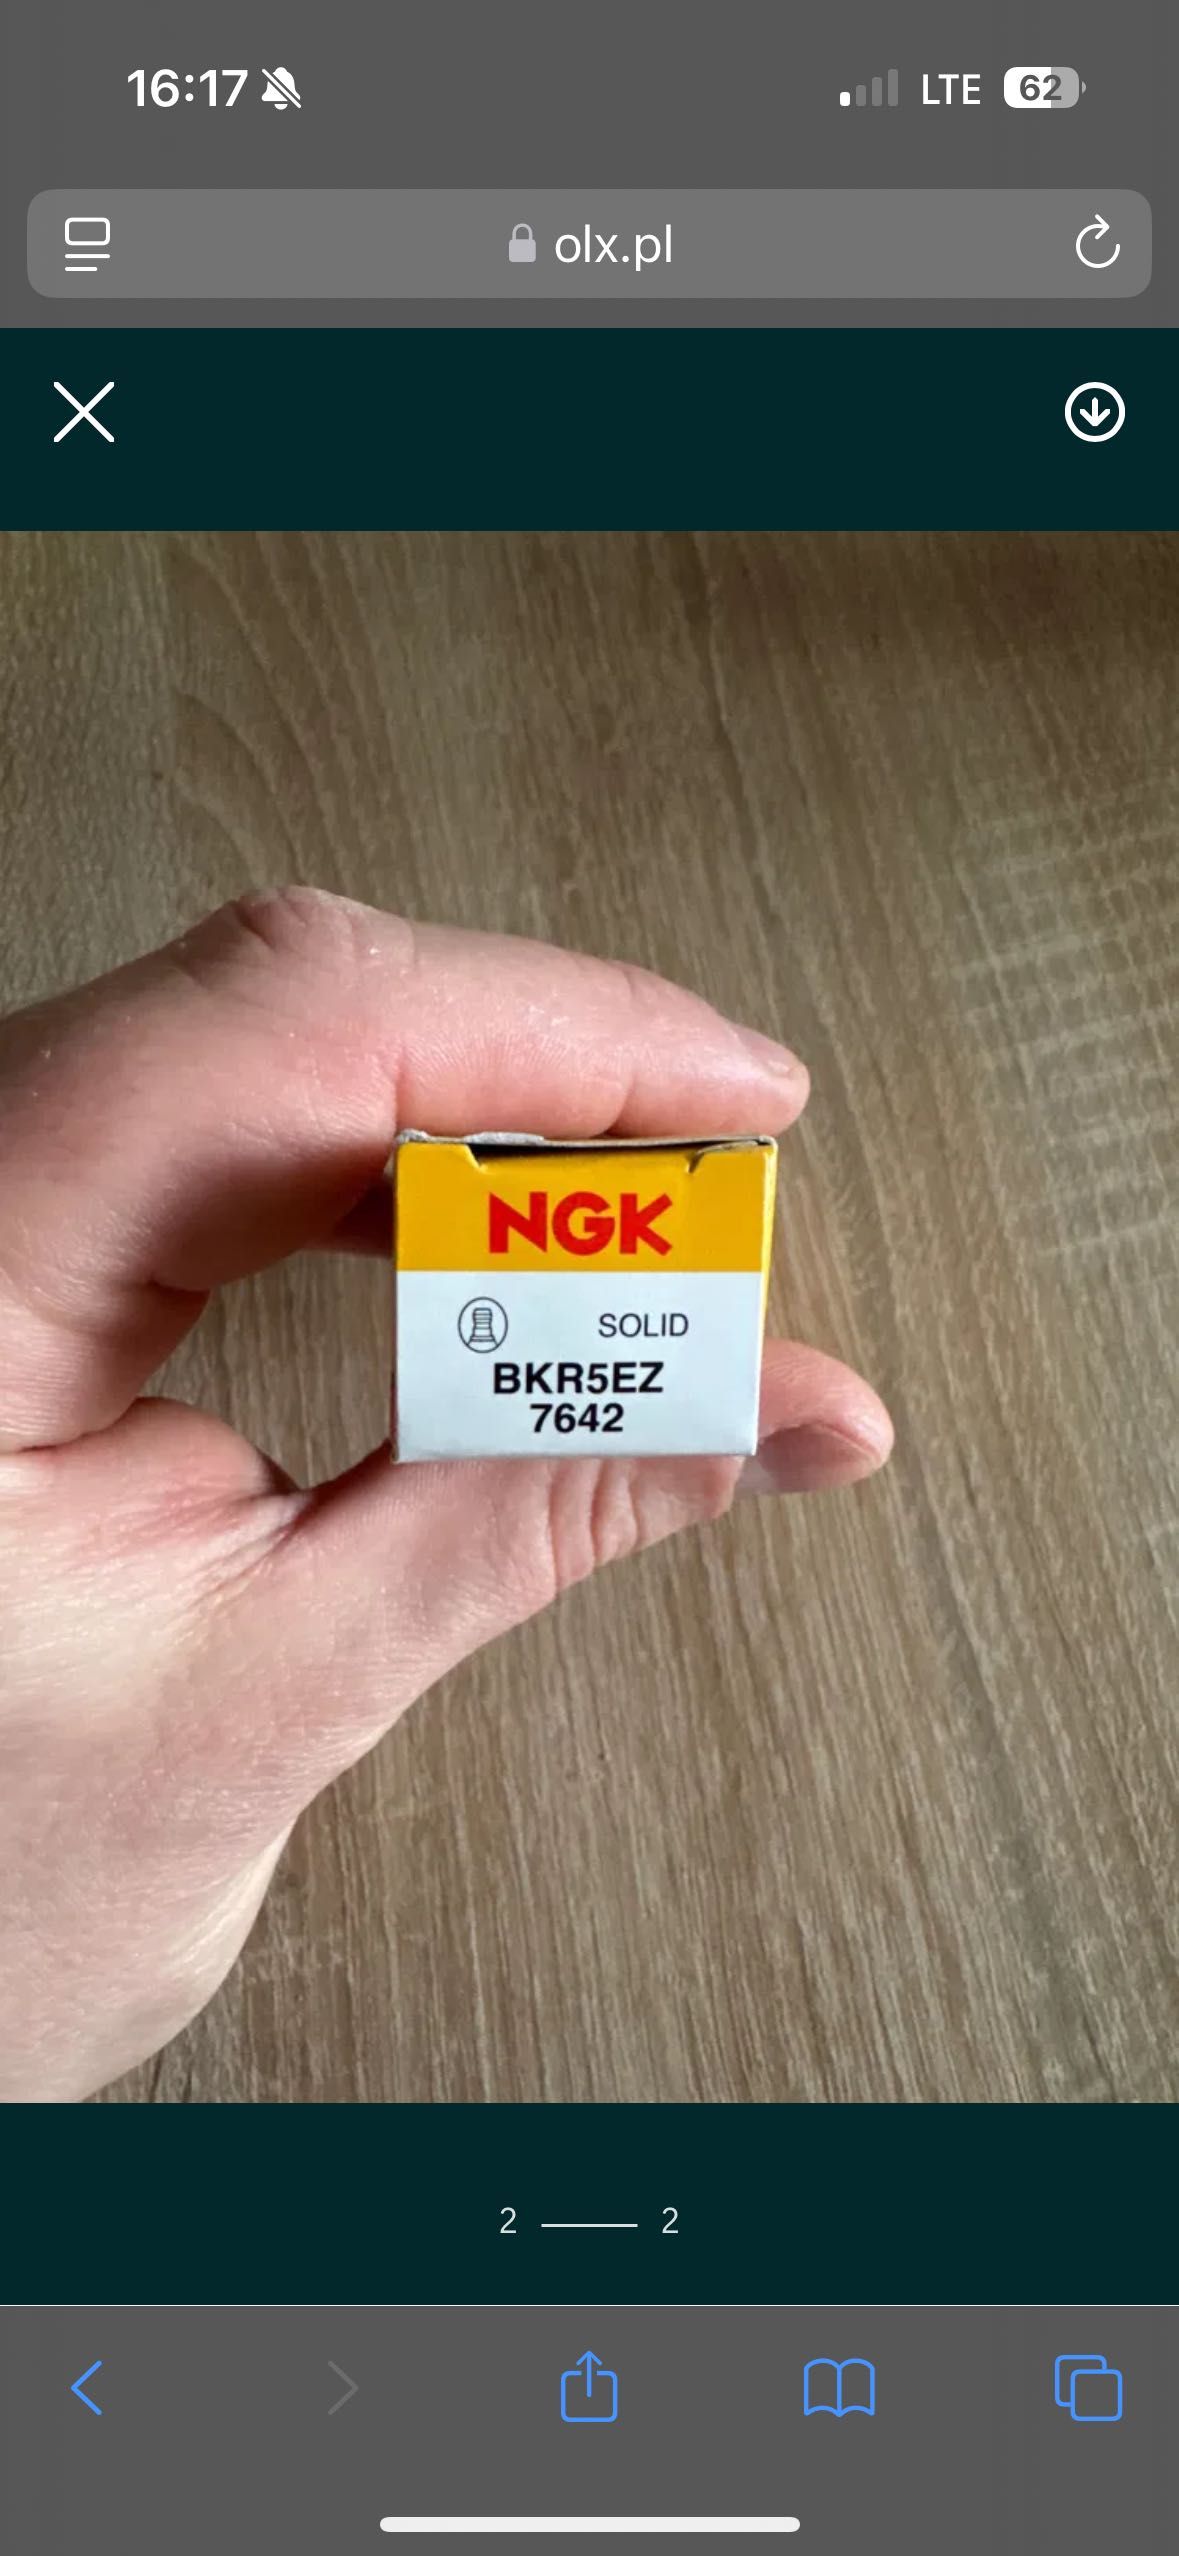 16:17 LTE 62
olx.pl
NGK
SOLID
BKR5EZ
7642
2 2